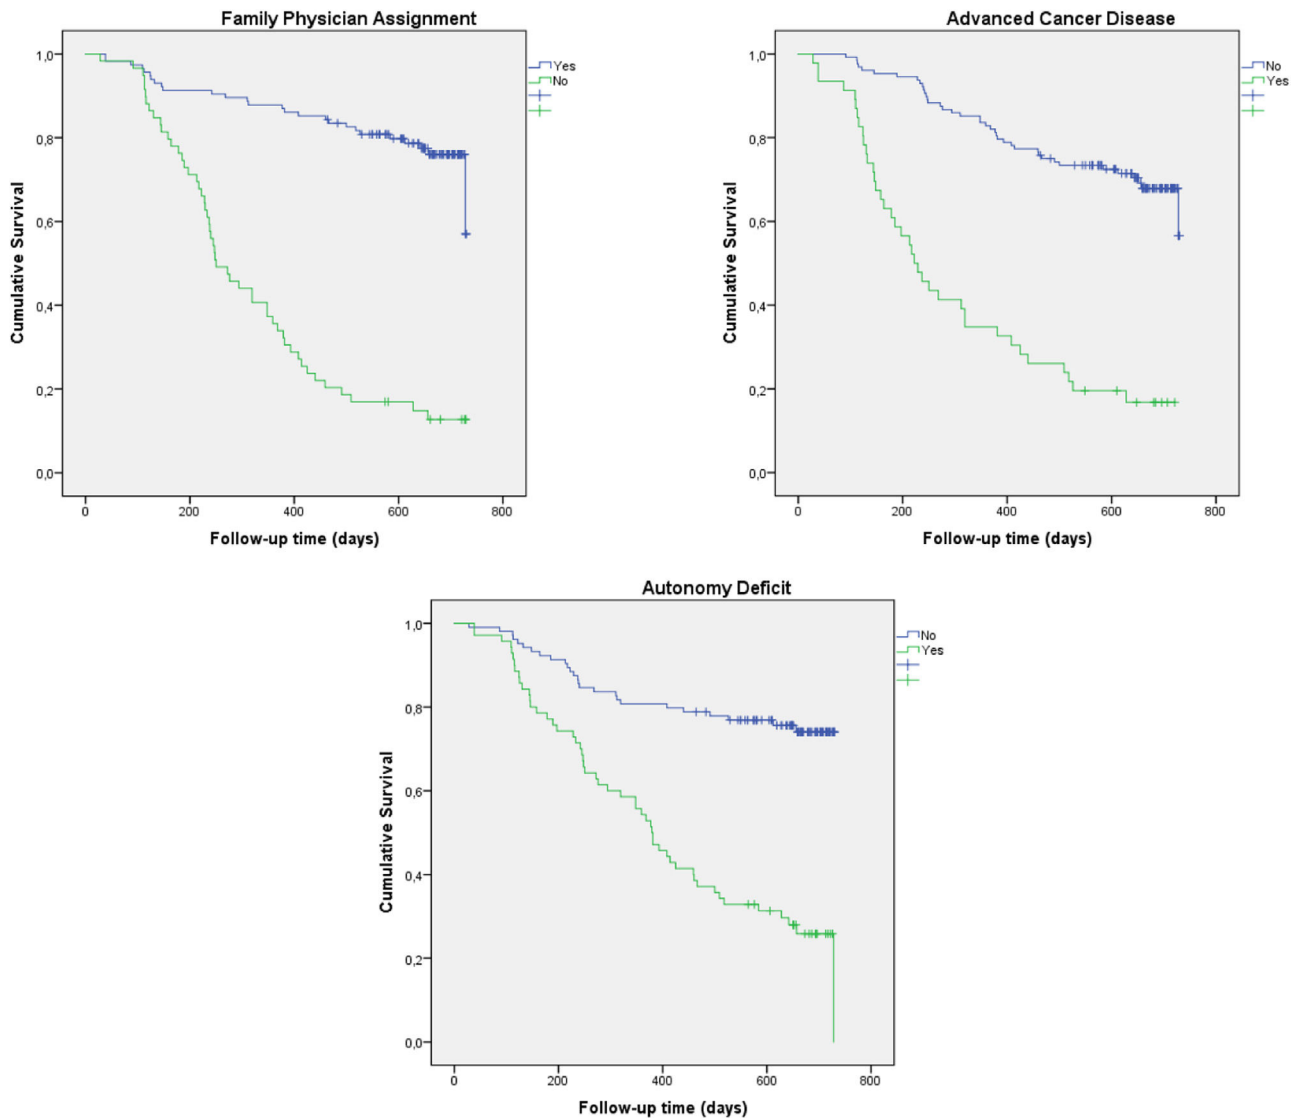 Family Physician Assignment
1,0
0,8
0,6
0,4
0,2
0,0
Cumulative Survival
0 200 400 600 800
Follow-up time (days)
Yes
No
Advanced Cancer Disease
1,0
0,8
0,6
0,4
0,2
0,0
Cumulative Survival
0 200 400 600 800
Follow-up time (days)
No
Yes
Autonomy Deficit
1,0
0,8
0,6
0,4
0,2
0,0
Cumulative Survival
0 200 400 600 800
Follow-up time (days)
No
Yes